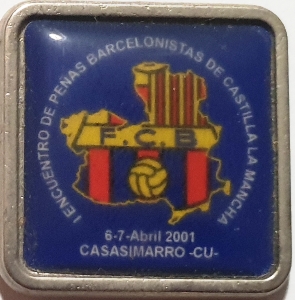 I ENCUENTRO DE PEÑAS BARCELONISTAS DE CASTILLA LA MANCHA
F.C.B
6-7-Abril 2001
CASASIMARRO -CU-